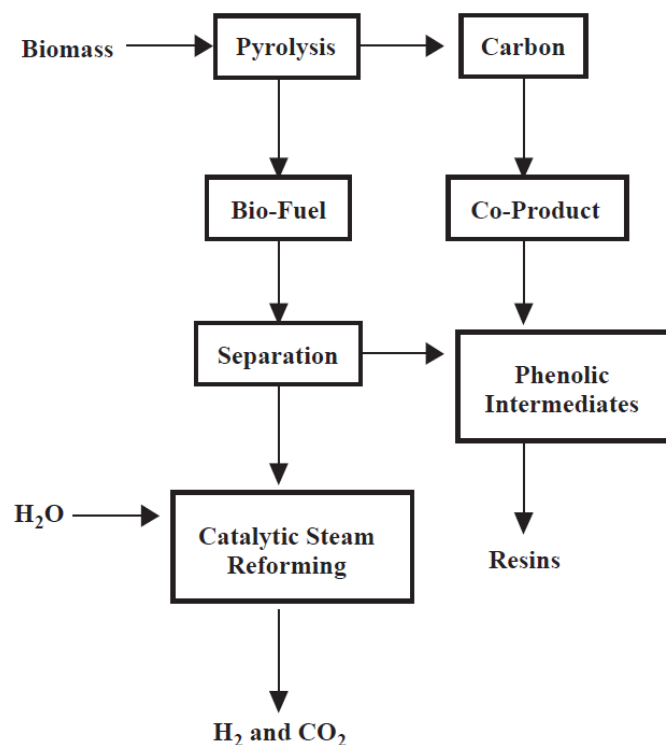 Biomass
Pyrolysis
Carbon
Bio-Fuel
Co-Product
Separation
Phenolic
Intermediates
H₂O
Catalytic Steam
Reforming
Resins
H₂ and CO₂